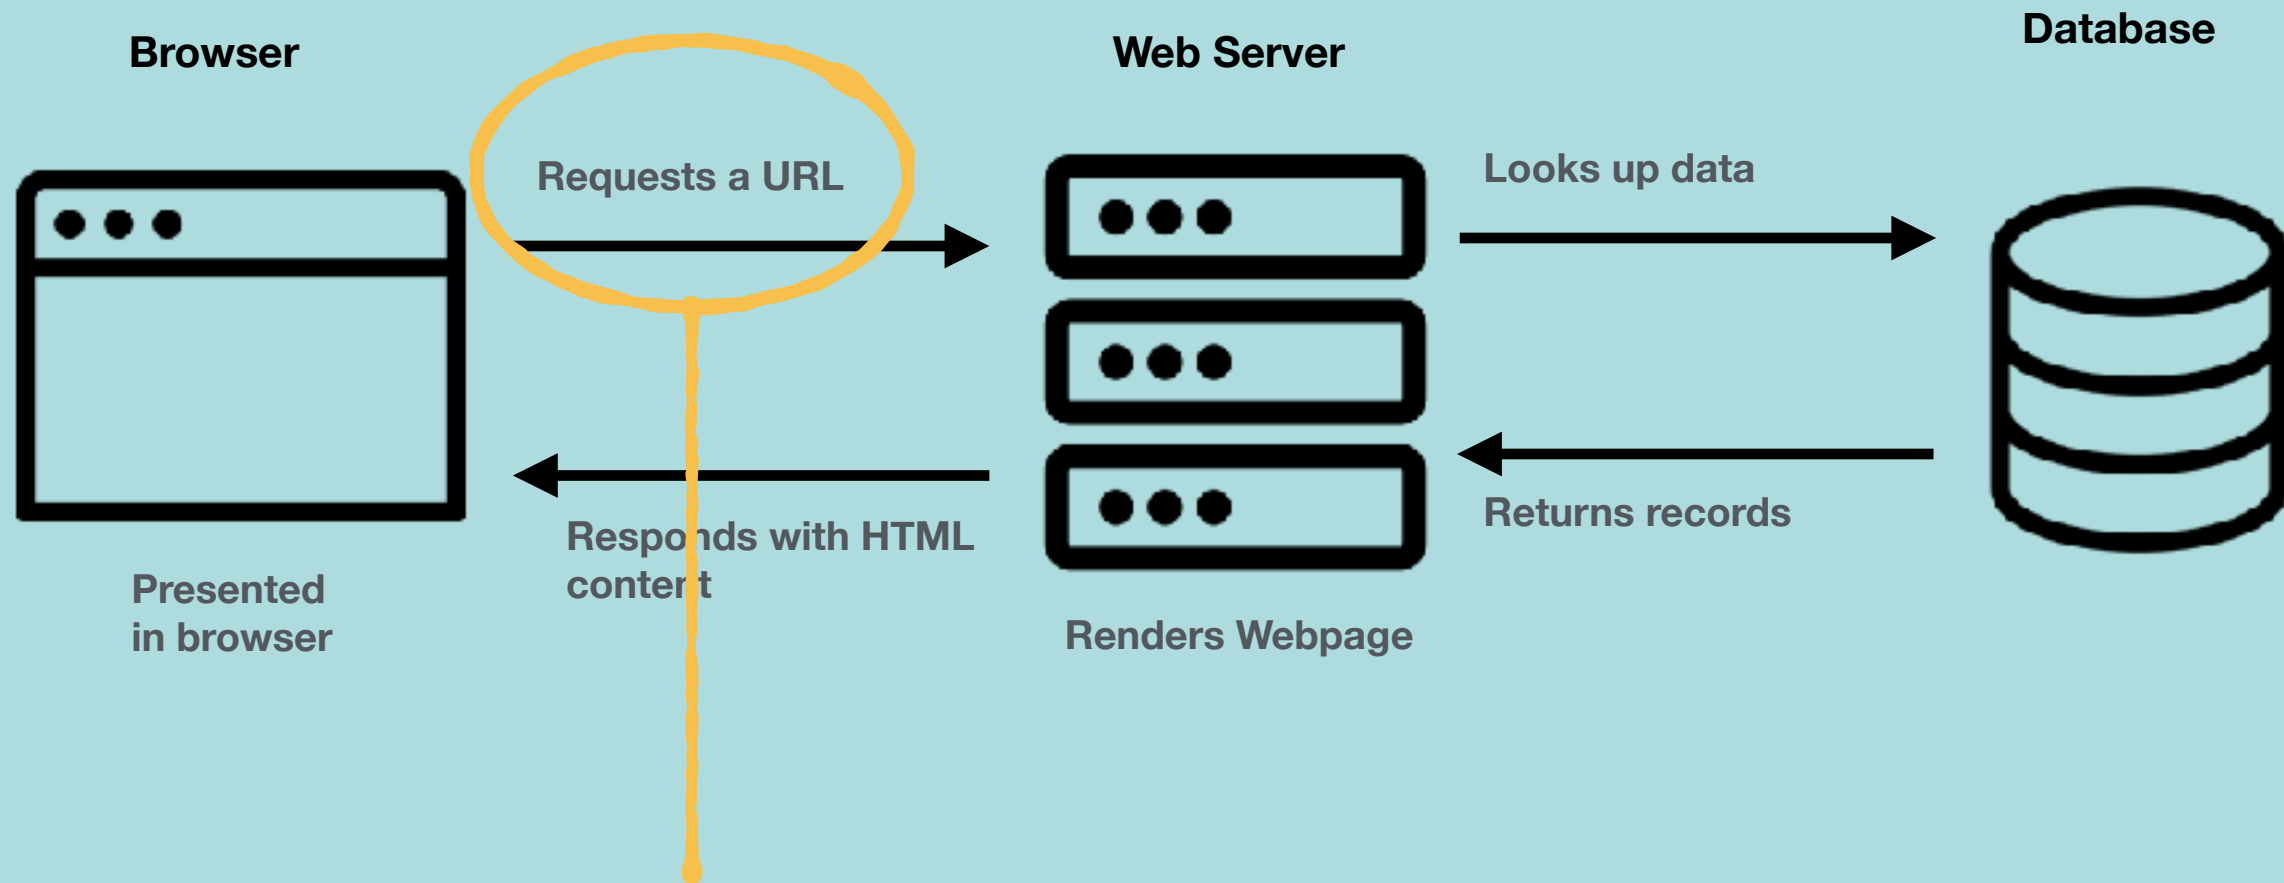 Browser
Web Server
Database
Requests a URL
Looks up data
Responds with HTML
content
Returns records
Presented
in browser
Renders Webpage